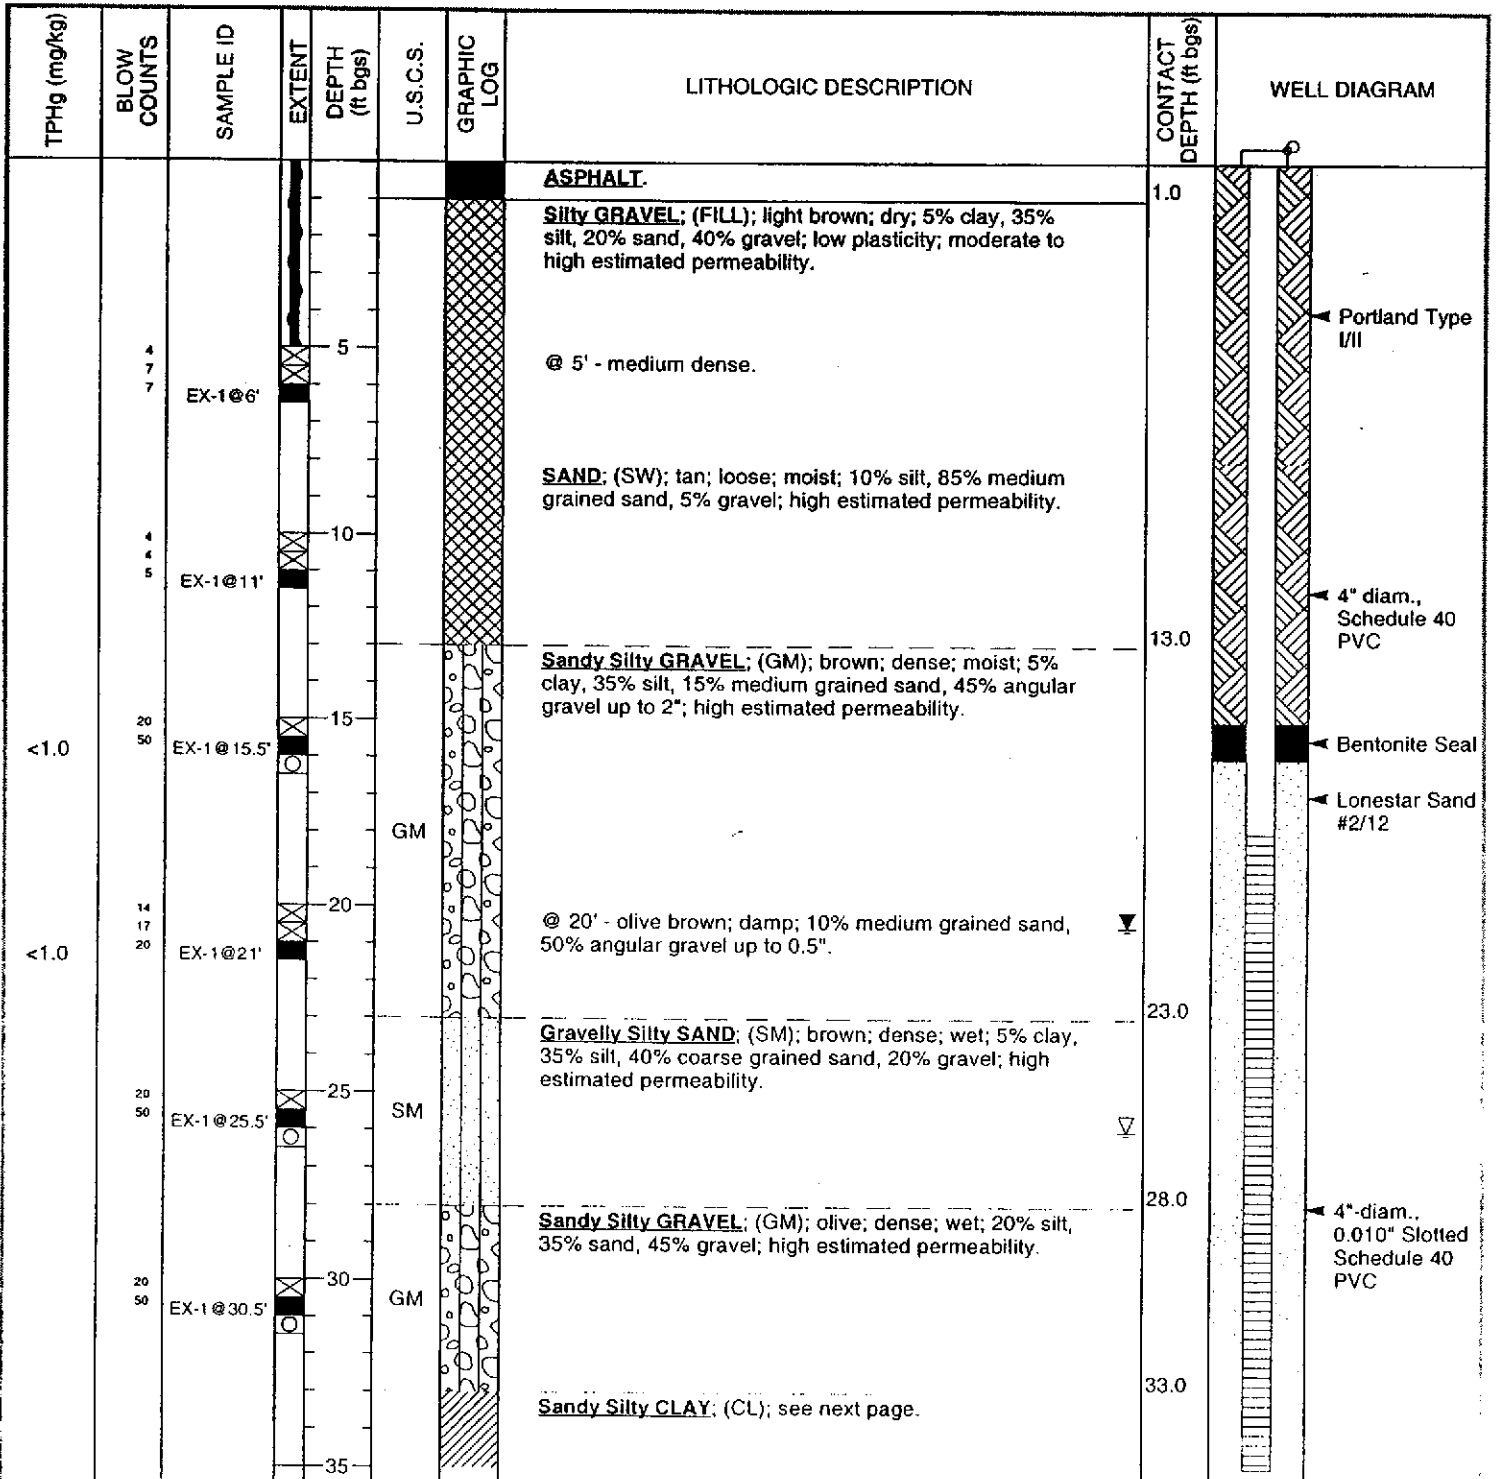 TPHg (mg/kg)
BLOW
COUNTS
SAMPLE ID
EXTENT
DEPTH
(ft bgs)
U.S.C.S.
GRAPHIC
LOG
LITHOLOGIC DESCRIPTION
CONTACT
DEPTH (ft bgs)
WELL DIAGRAM
ASPHALT.
1.0
Silty GRAVEL; (FILL); light brown; dry; 5% clay, 35%
silt, 20% sand, 40% gravel; low plasticity; moderate to
high estimated permeability.
Portland Type
I/II
4
7
7
EX-1@6'
5
@ 5' - medium dense.
SAND; (SW); tan; loose; moist; 10% silt, 85% medium
grained sand, 5% gravel; high estimated permeability.
4
4
5
EX-1@11'
10
4" diam.,
Schedule 40
PVC
13.0
Sandy Silty GRAVEL; (GM); brown; dense; moist; 5%
clay, 35% silt, 15% medium grained sand, 45% angular
gravel up to 2"; high estimated permeability.
<1.0
20
50
EX-1@15.5'
15
Bentonite Seal
Lonestar Sand
#2/12
GM
<1.0
14
17
20
EX-1@21'
20
@ 20' - olive brown; damp; 10% medium grained sand,
50% angular gravel up to 0.5".
23.0
Gravelly Silty SAND; (SM); brown; dense; wet; 5% clay,
35% silt, 40% coarse grained sand, 20% gravel; high
estimated permeability.
20
50
EX-1@25.5'
25
SM
28.0
Sandy Silty GRAVEL; (GM); olive; dense; wet; 20% silt,
35% sand, 45% gravel; high estimated permeability.
4"-diam.,
0.010" Slotted
Schedule 40
PVC
20
50
EX-1@30.5'
30
GM
33.0
Sandy Silty CLAY; (CL); see next page.
35